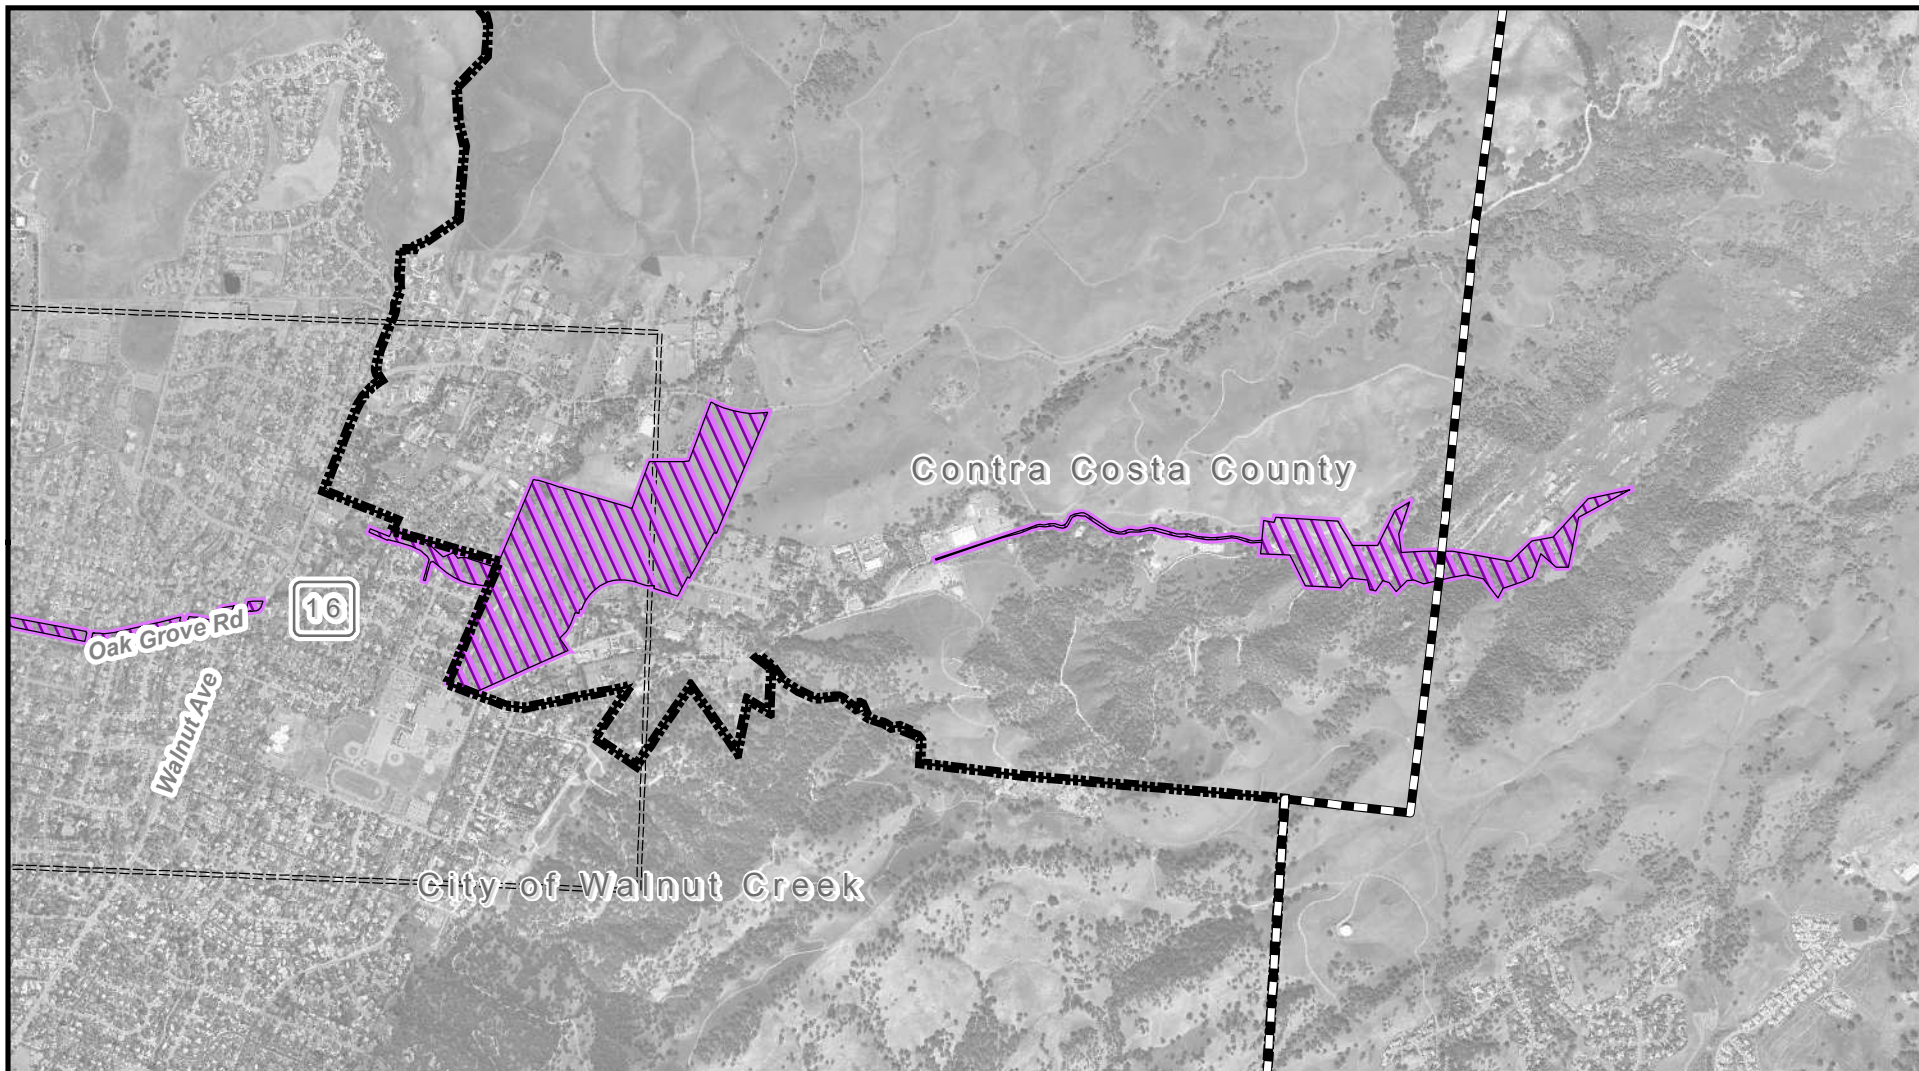 Contra Costa County
16
Oak Grove Rd
Walnut Ave
City of Walnut Creek